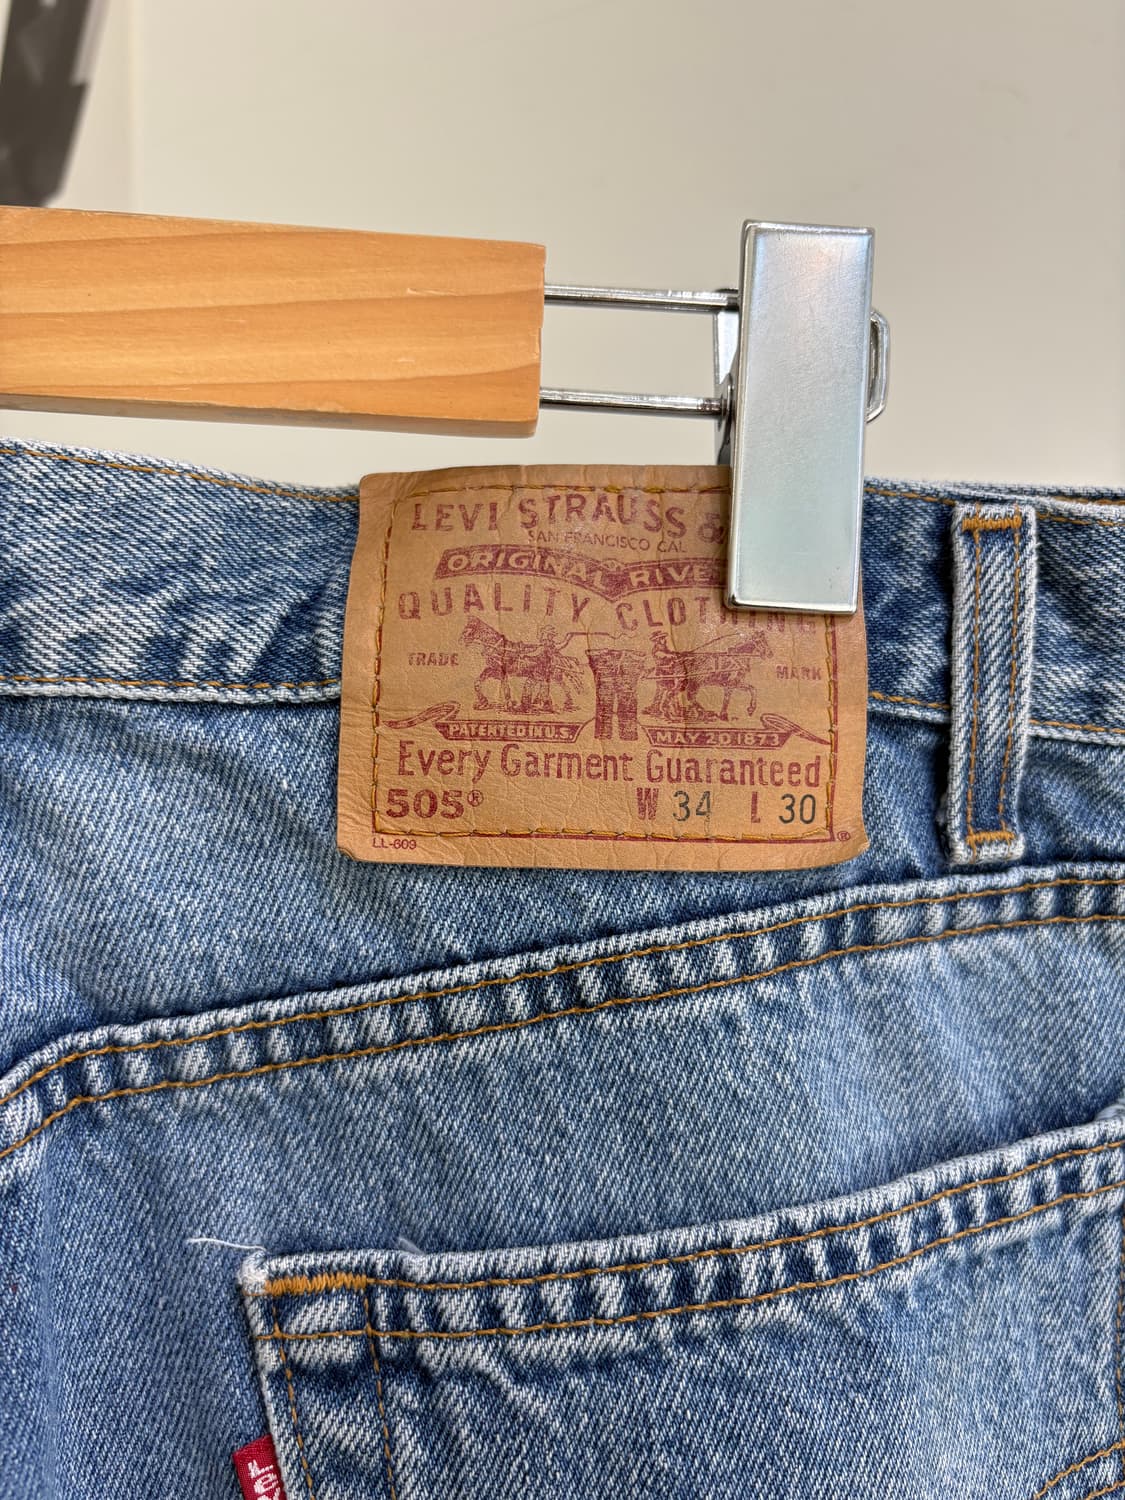 LEVI STRAUSS &
SAN FRANCISCO CAL
ORIGINAL RIVE
QUALITY CLOTHING
TRADE MARK
PATENTED IN U.S. MAY 20 1873
Every Garment Guaranteed
505® W 34 L 30
LL-609 ®
Le